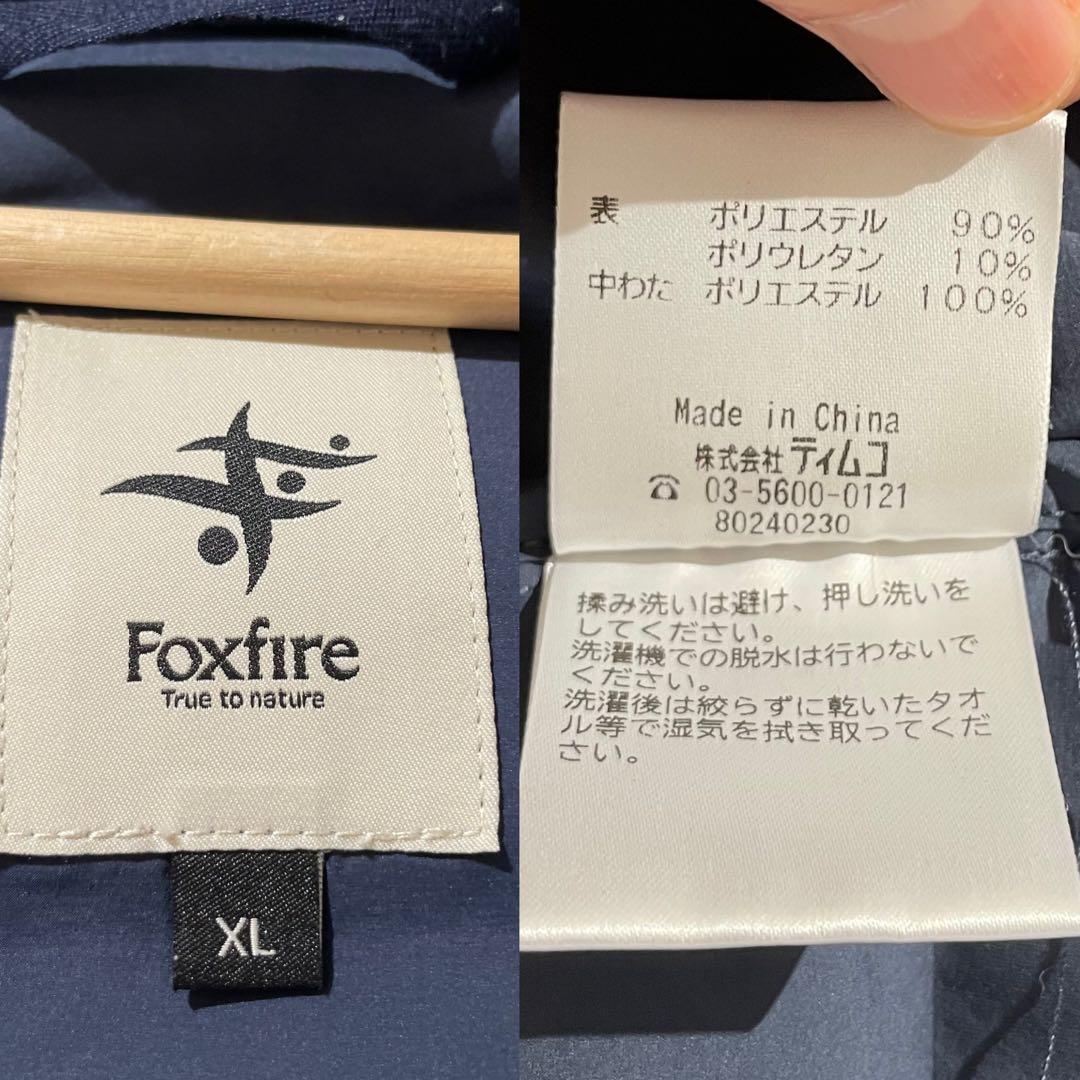 Foxfire
True to nature
XL
表 ポリエステル 90%
ポリウレタン 10%
中わた ポリエステル 100%
Made in China
株式会社 ティムコ
☎ 03-5600-0121
80240230
揉み洗いは避け、押し洗いを
してください。
洗濯機での脱水は行わないで
ください。
洗濯後は絞らずに乾いたタオ
ル等で湿気を拭き取ってくだ
さい。